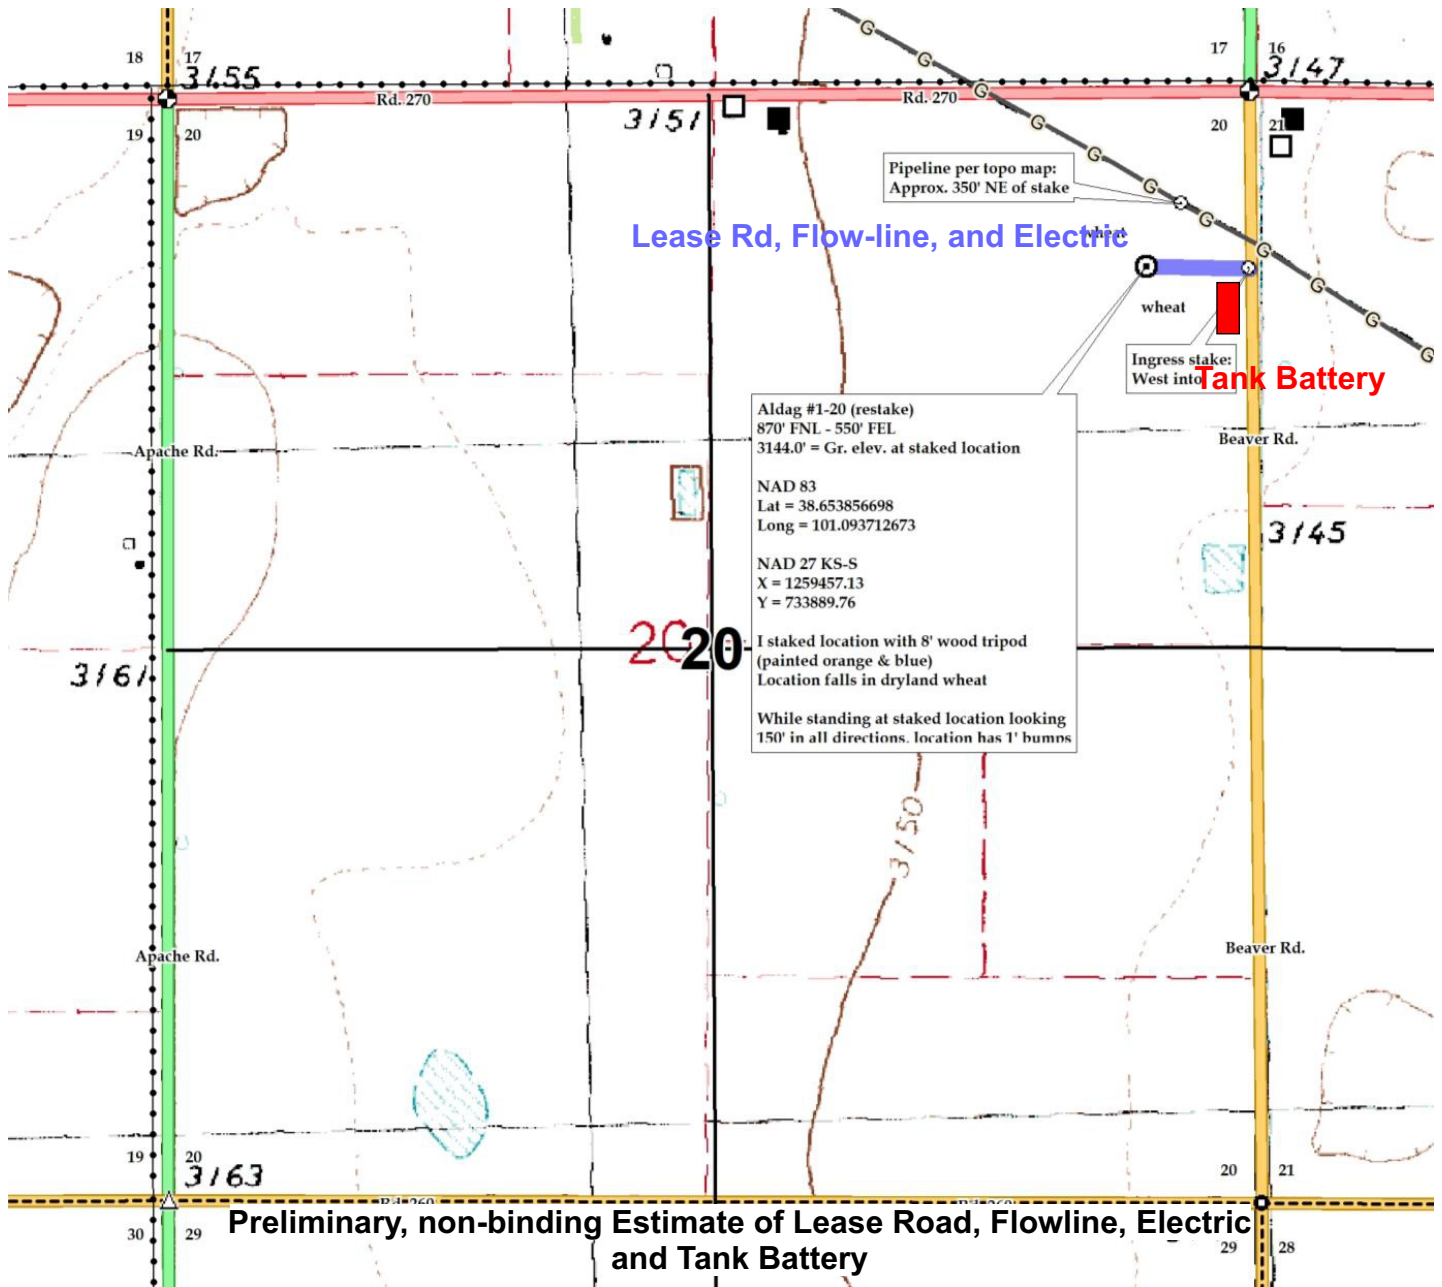 18 17
3155
17 16
3147
Rd. 270
Rd. 270
3151
19 20
20 21
G G G G G G G G G G G
Pipeline per topo map:
Approx. 350' NE of stake
wheat
Lease Rd, Flow-line, and Electric
wheat
Ingress stake:
West into
Tank Battery
Aldag #1-20 (restake)
870' FNL - 550' FEL
3144.0' = Gr. elev. at staked location
NAD 83
Lat = 38.653856698
Long = 101.093712673
NAD 27 KS-S
X = 1259457.13
Y = 733889.76
I staked location with 8' wood tripod
(painted orange & blue)
Location falls in dryland wheat
While standing at staked location looking
150' in all directions. location has 1' bumps
Apache Rd.
Beaver Rd.
3145
20
20
3161
3150
Apache Rd.
Beaver Rd.
19 20
3163
20 21
Rd. 260
Rd. 260
30 29
29 28
Preliminary, non-binding Estimate of Lease Road, Flowline, Electric
and Tank Battery